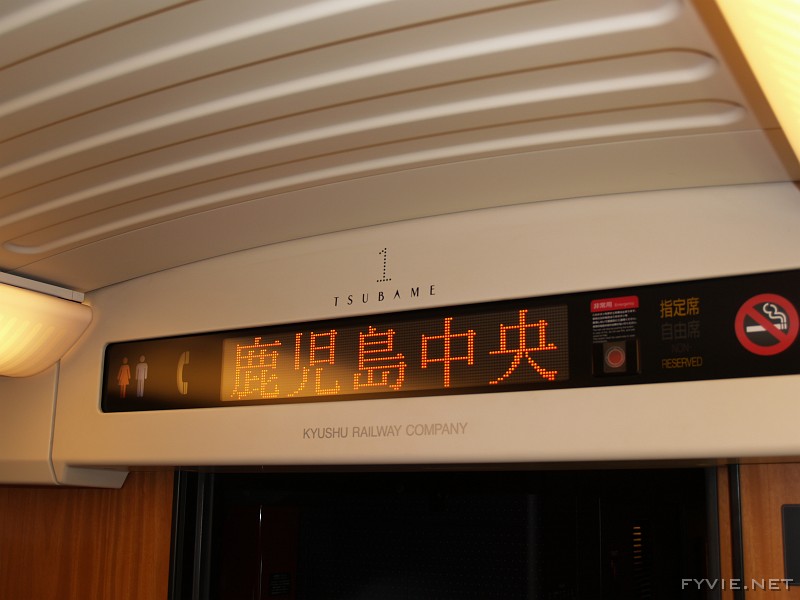 1
TSUBAME
鹿児島中央
Emergency
指定席
自由席
RESERVED
KYUSHU RAILWAY COMPANY
FYVIE.NET